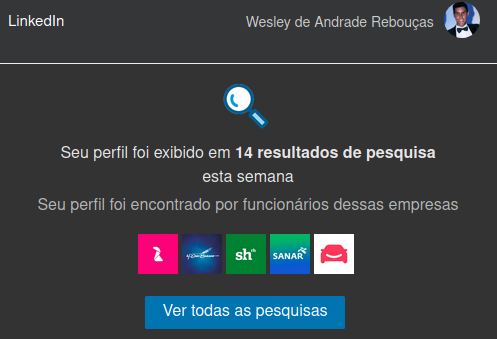 LinkedIn
Wesley de Andrade Rebouças
Seu perfil foi exibido em 14 resultados de pesquisa
esta semana
Seu perfil foi encontrado por funcionários dessas empresas
sh
SANAR
Ver todas as pesquisas